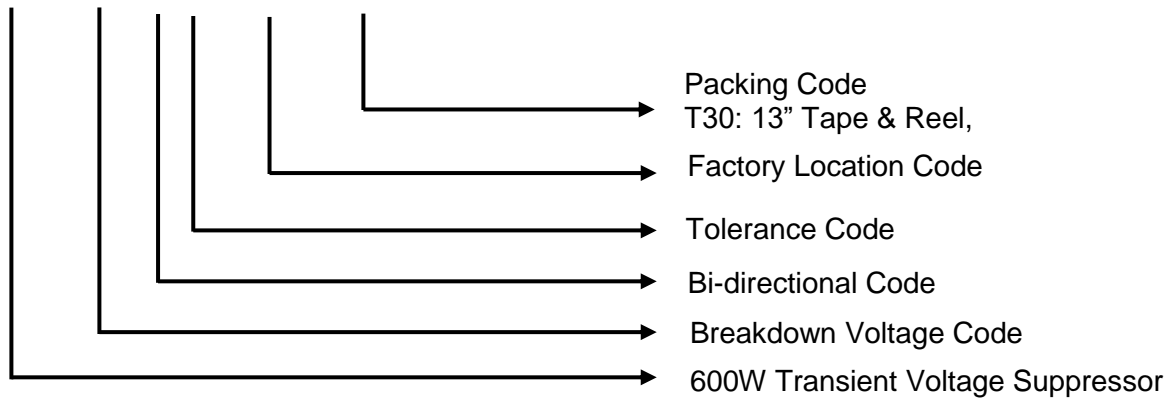 Packing Code
T30: 13” Tape & Reel,
Factory Location Code
Tolerance Code
Bi-directional Code
Breakdown Voltage Code
600W Transient Voltage Suppressor